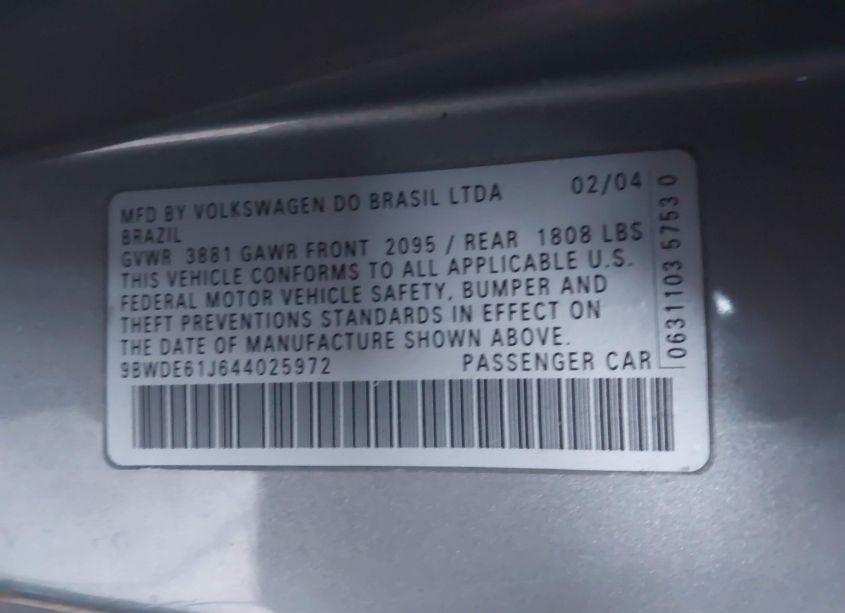 MFD BY VOLKSWAGEN DO BRASIL LTDA 02/04
BRAZIL
GVWR 3881 GAWR FRONT 2095 / REAR 1808 LBS
THIS VEHICLE CONFORMS TO ALL APPLICABLE U.S.
FEDERAL MOTOR VEHICLE SAFETY, BUMPER AND
THEFT PREVENTIONS STANDARDS IN EFFECT ON
THE DATE OF MANUFACTURE SHOWN ABOVE.
9BWDE61J644025972 PASSENGER CAR
0631103 5753 0